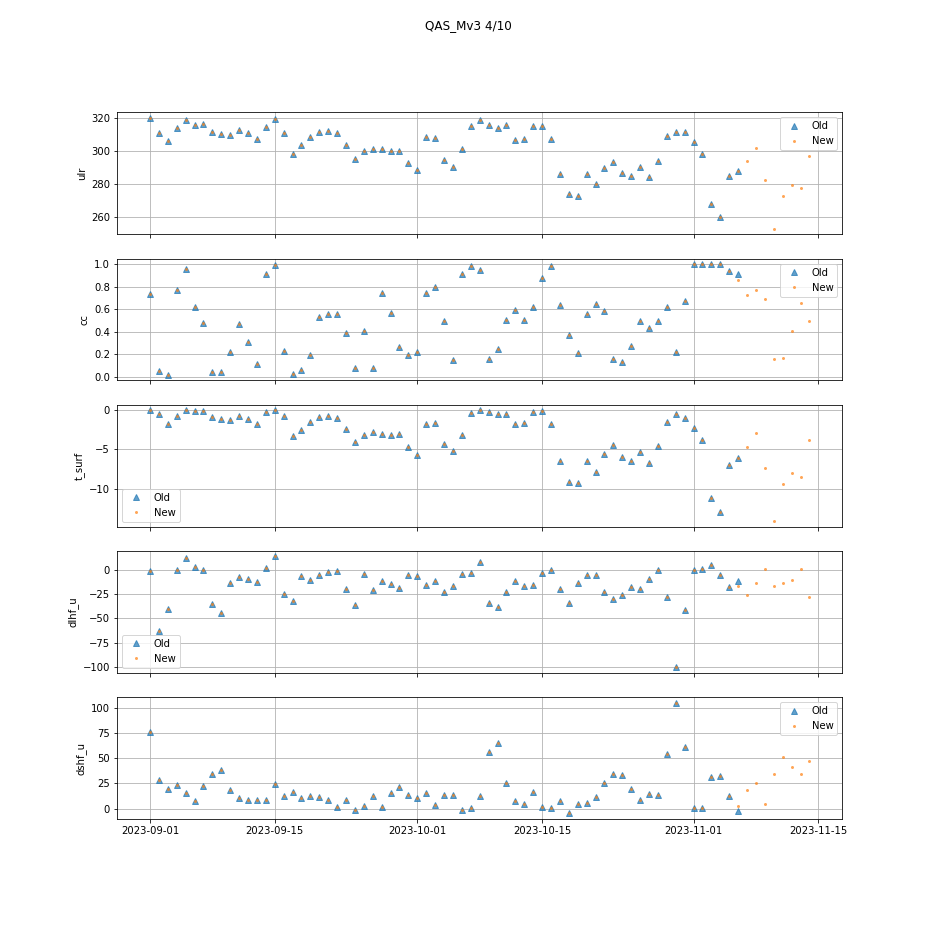 QAS_Mv3 4/10
320
300
280
260
ulr
Old
New
1.0
0.8
0.6
0.4
0.2
0.0
cc
Old
New
0
−5
−10
t_surf
Old
New
0
−25
−50
−75
−100
dlhf_u
Old
New
100
75
50
25
0
dshf_u
Old
New
2023-09-01 2023-09-15 2023-10-01 2023-10-15 2023-11-01 2023-11-15